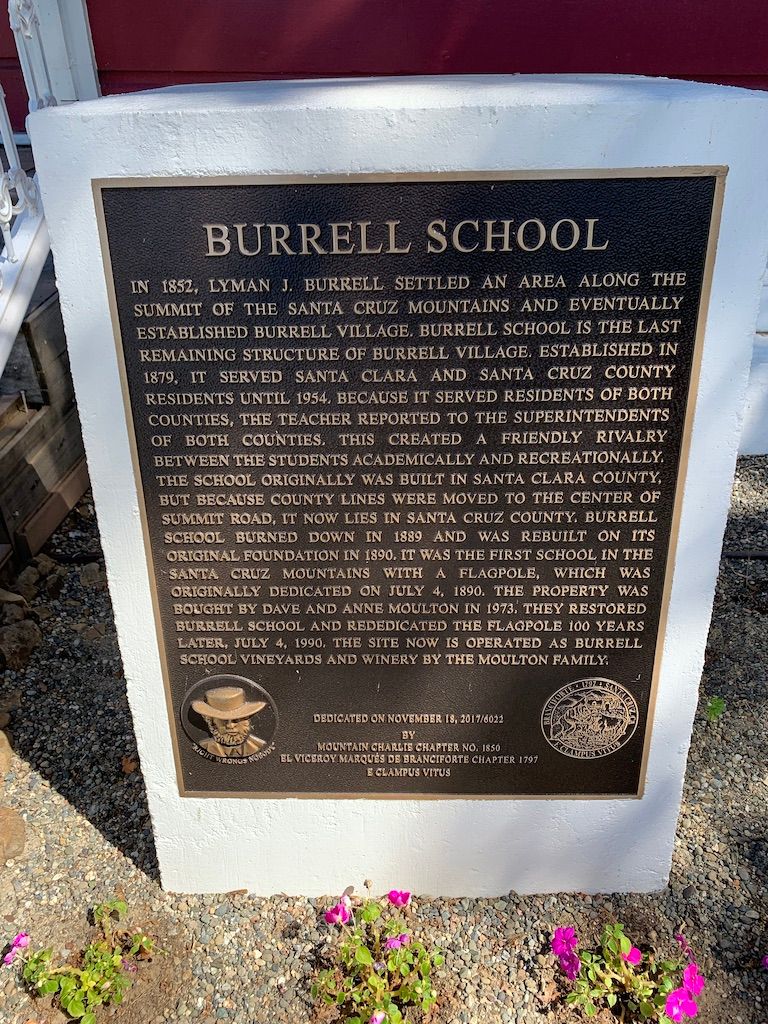 BURRELL SCHOOL
IN 1852, LYMAN J. BURRELL SETTLED AN AREA ALONG THE
SUMMIT OF THE SANTA CRUZ MOUNTAINS AND EVENTUALLY
ESTABLISHED BURRELL VILLAGE. BURRELL SCHOOL IS THE LAST
REMAINING STRUCTURE OF BURRELL VILLAGE. ESTABLISHED IN
1879, IT SERVED SANTA CLARA AND SANTA CRUZ COUNTY
RESIDENTS UNTIL 1954. BECAUSE IT SERVED RESIDENTS OF BOTH
COUNTIES, THE TEACHER REPORTED TO THE SUPERINTENDENTS
OF BOTH COUNTIES. THIS CREATED A FRIENDLY RIVALRY
BETWEEN THE STUDENTS ACADEMICALLY AND RECREATIONALLY.
THE SCHOOL ORIGINALLY WAS BUILT IN SANTA CLARA COUNTY,
BUT BECAUSE COUNTY LINES WERE MOVED TO THE CENTER OF
SUMMIT ROAD, IT NOW LIES IN SANTA CRUZ COUNTY. BURRELL
SCHOOL BURNED DOWN IN 1889 AND WAS REBUILT ON ITS
ORIGINAL FOUNDATION IN 1890. IT WAS THE FIRST SCHOOL IN THE
SANTA CRUZ MOUNTAINS WITH A FLAGPOLE, WHICH WAS
ORIGINALLY DEDICATED ON JULY 4, 1890. THE PROPERTY WAS
BOUGHT BY DAVE AND ANNE MOULTON IN 1973. THEY RESTORED
BURRELL SCHOOL AND REDEDICATED THE FLAGPOLE 100 YEARS
LATER, JULY 4, 1990. THE SITE NOW IS OPERATED AS BURRELL
SCHOOL VINEYARDS AND WINERY BY THE MOULTON FAMILY.
DEDICATED ON NOVEMBER 18, 2017/6022
BY
MOUNTAIN CHARLIE CHAPTER NO. 1850
EL VICEROY MARQUÉS DE BRANCIFORTE CHAPTER 1797
E CLAMPUS VITUS
"RIGHT WRONGS NOBODY"
BRANCIFORTE • 1797 • SANTA CRUZ
E CLAMPUS VITUS